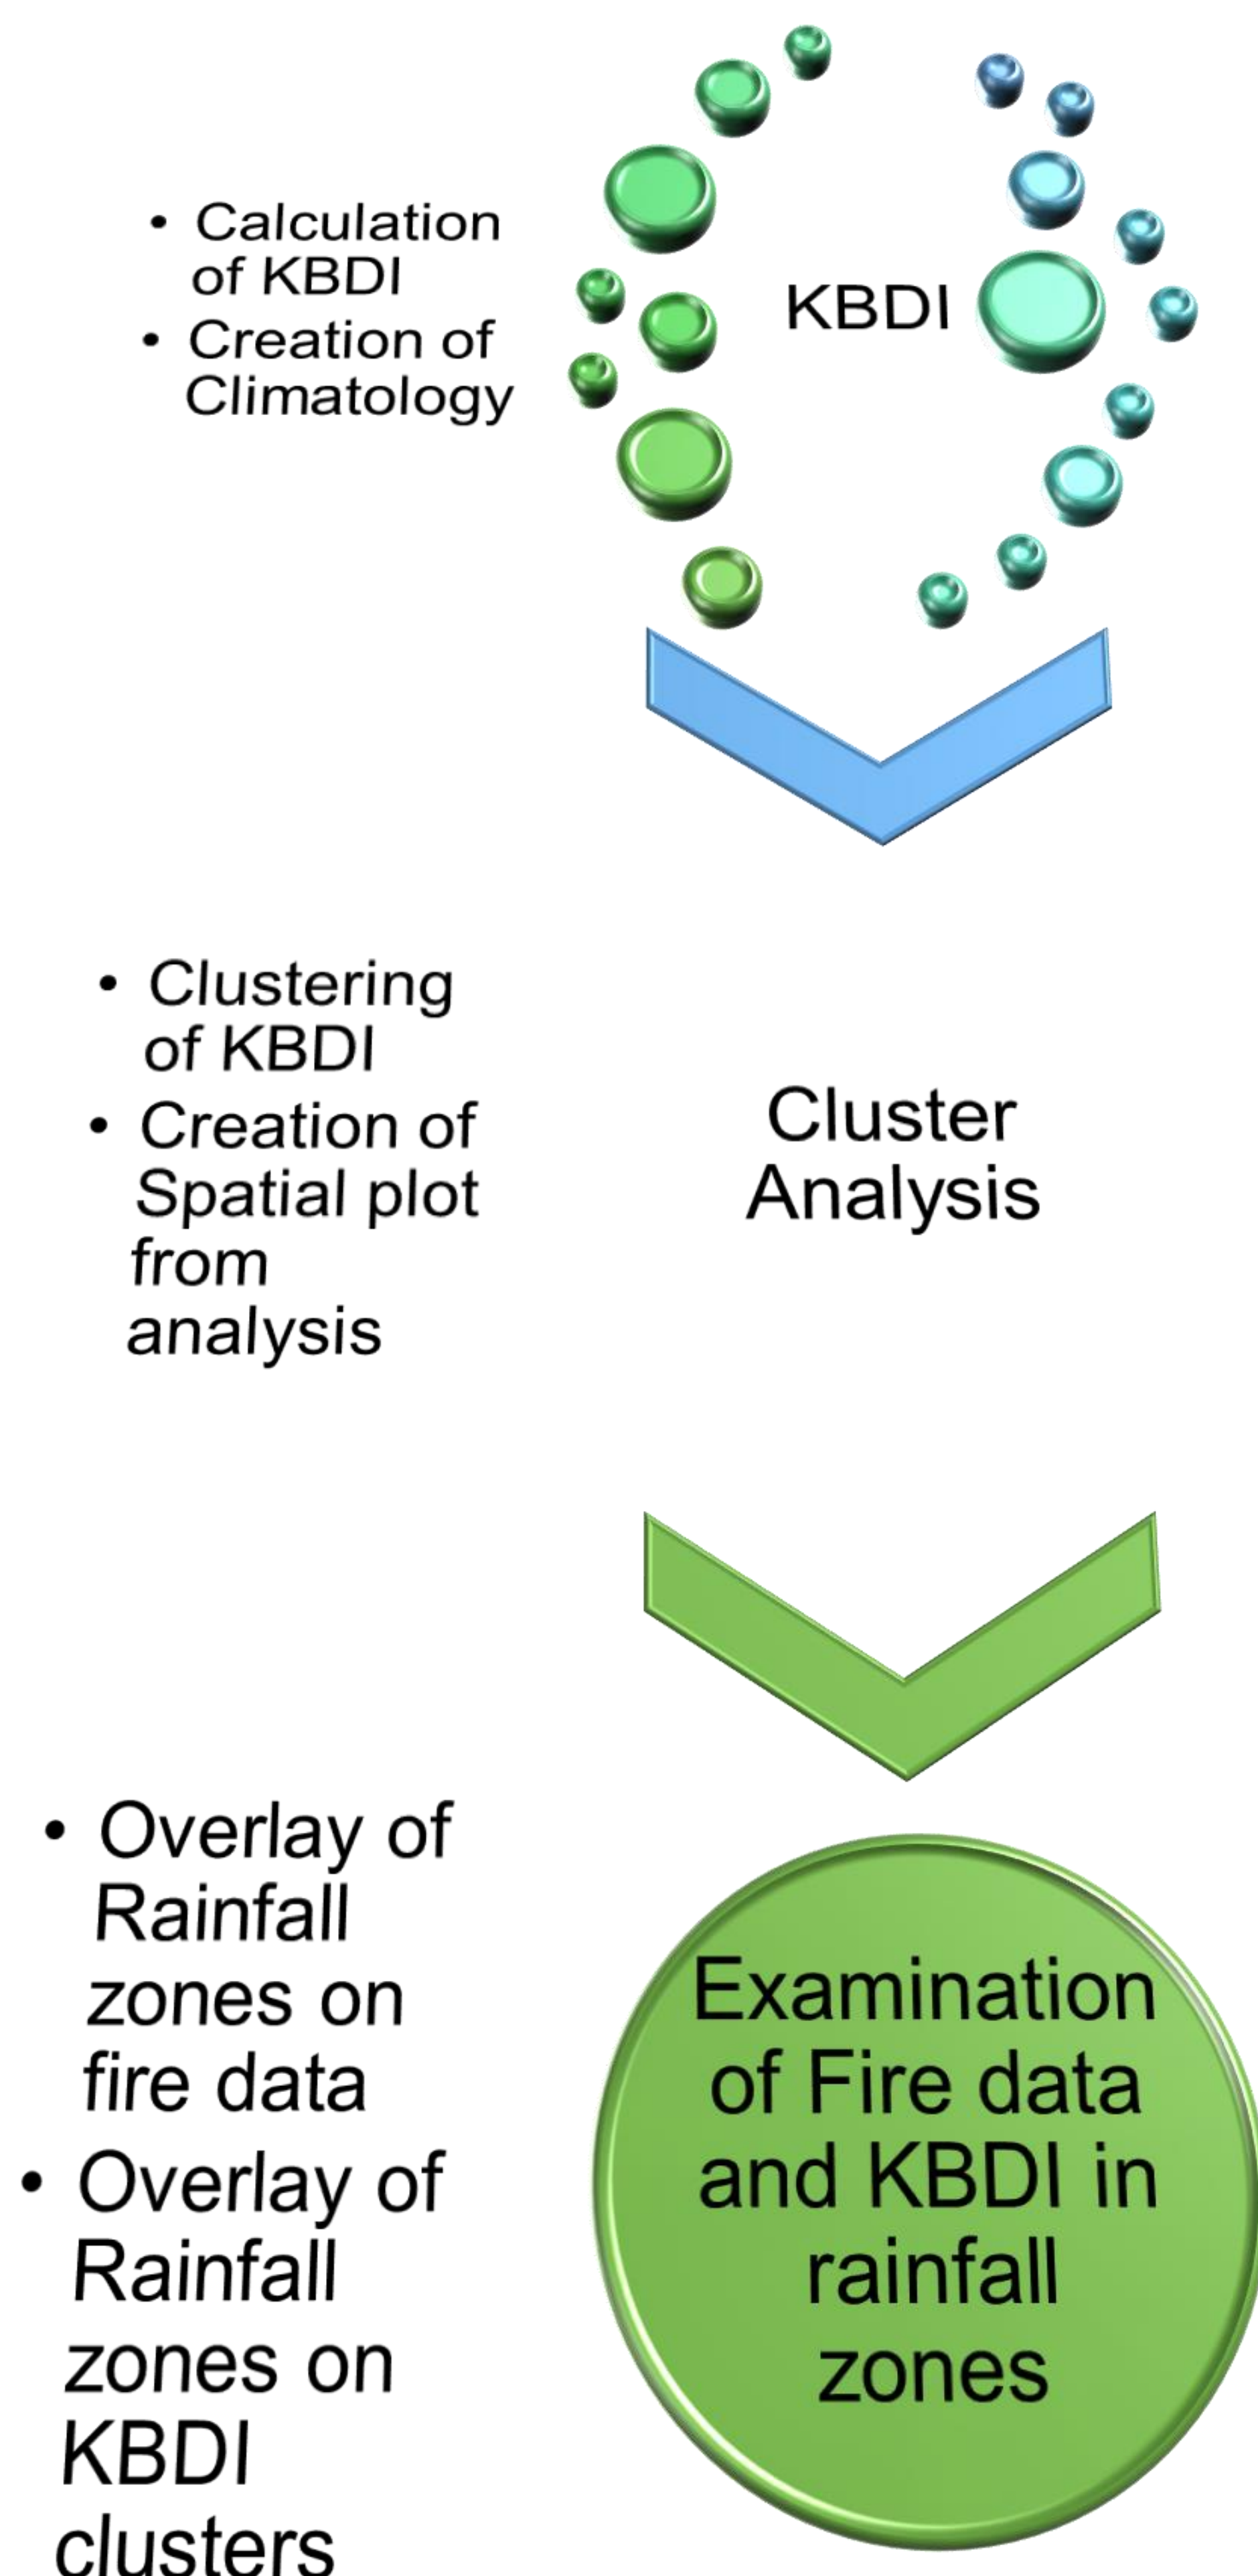 • Calculation
of KBDI
• Creation of
Climatology
KBDI
• Clustering
of KBDI
• Creation of
Spatial plot
from
analysis
Cluster
Analysis
• Overlay of
Rainfall
zones on
fire data
• Overlay of
Rainfall
zones on
KBDI
clusters
Examination
of Fire data
and KBDI in
rainfall
zones